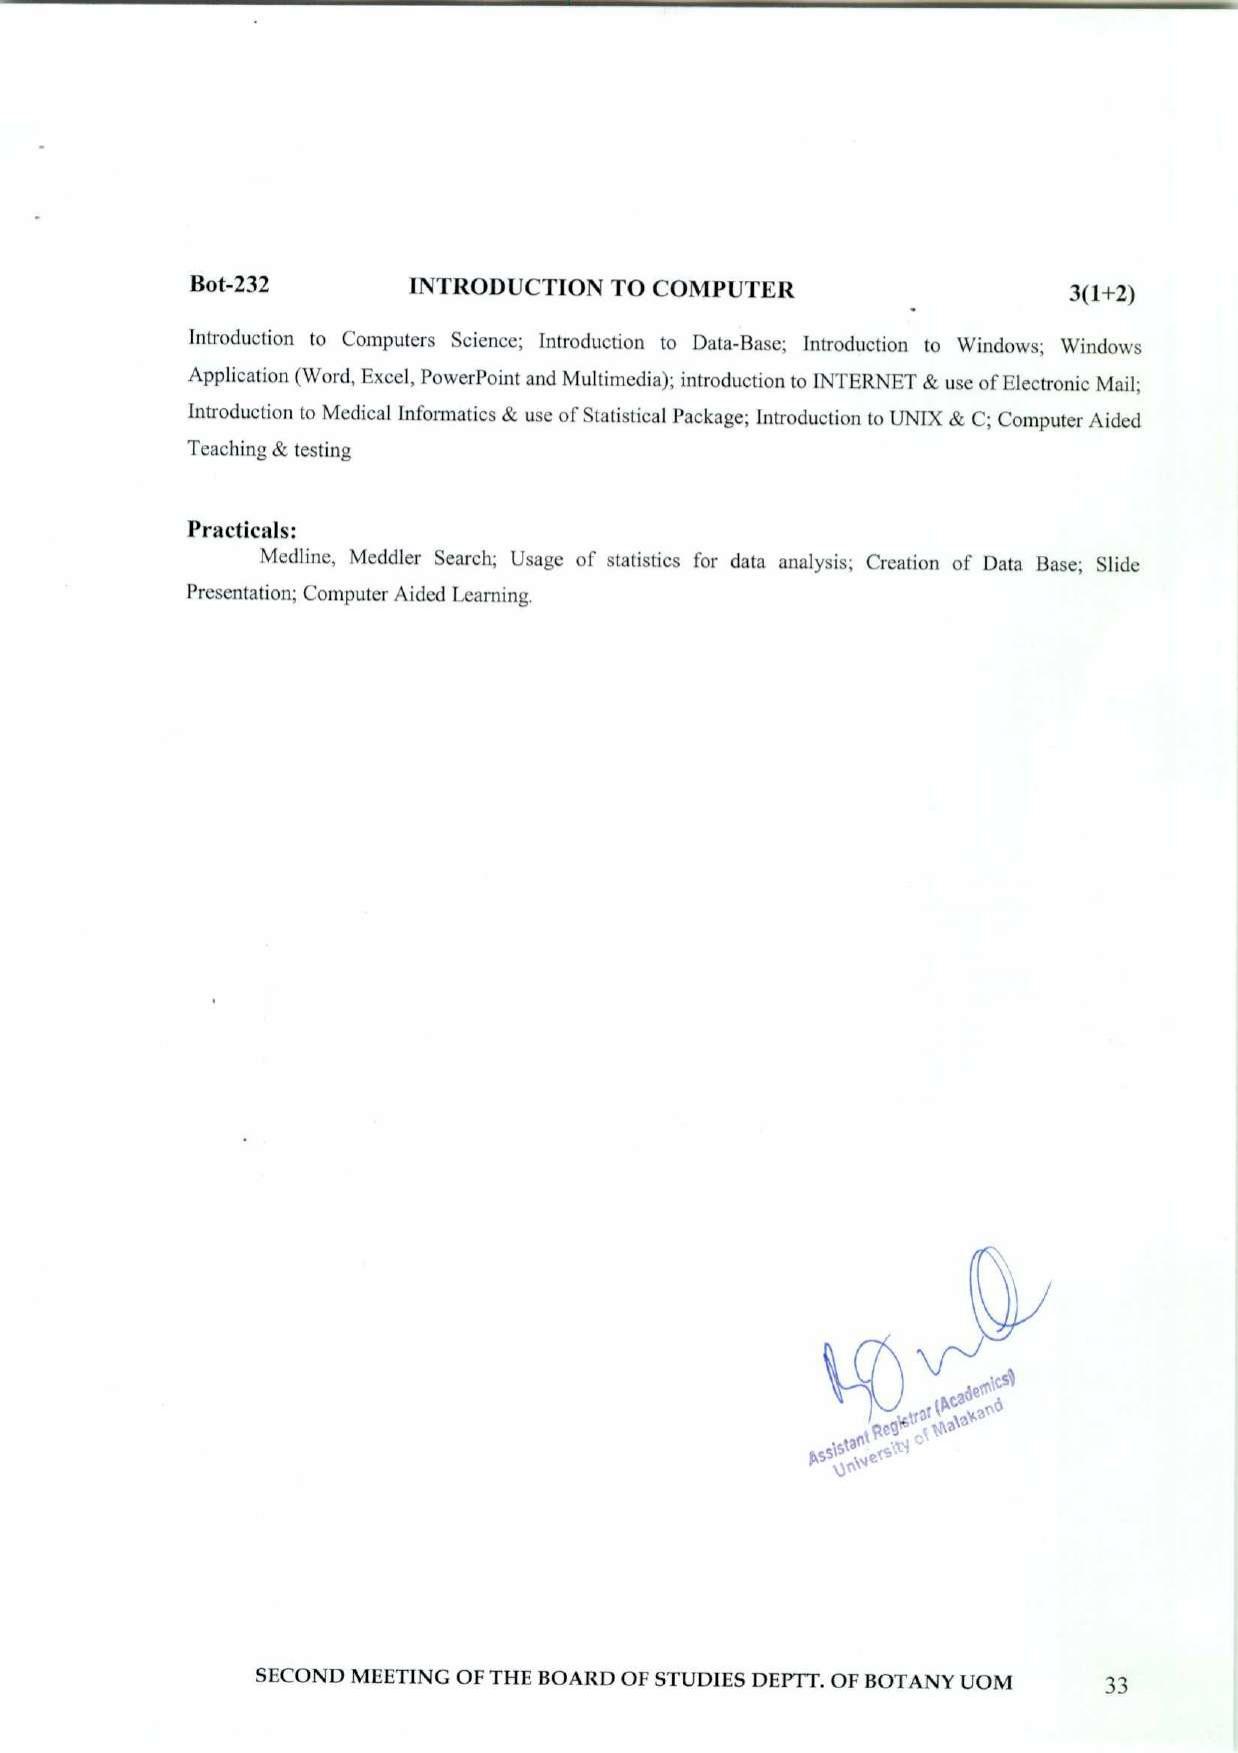 Bot-232 INTRODUCTION TO COMPUTER 3(1+2)
Introduction to Computers Science; Introduction to Data-Base; Introduction to Windows; Windows
Application (Word, Excel, PowerPoint and Multimedia); introduction to INTERNET & use of Electronic Mail;
Introduction to Medical Informatics & use of Statistical Package; Introduction to UNIX & C; Computer Aided
Teaching & testing
Practicals:
Medline, Meddler Search; Usage of statistics for data analysis; Creation of Data Base; Slide
Presentation; Computer Aided Learning.
Assistant Registrar (Academics)
University of Malakand
SECOND MEETING OF THE BOARD OF STUDIES DEPTT. OF BOTANY UOM 33